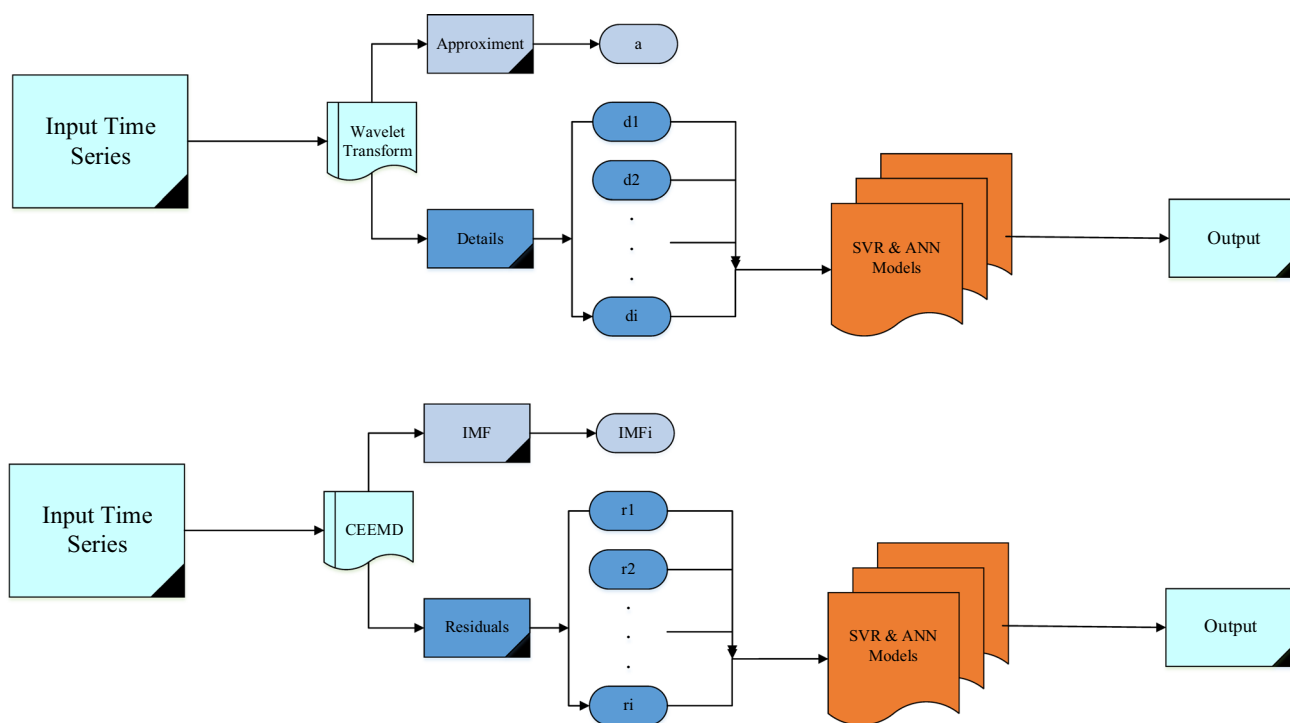 Approximent
a
Input Time
Series
Wavelet
Transform
d1
d2
.
.
.
di
Details
SVR & ANN
Models
Output
IMF
IMFi
Input Time
Series
CEEMD
r1
r2
.
.
.
ri
Residuals
SVR & ANN
Models
Output